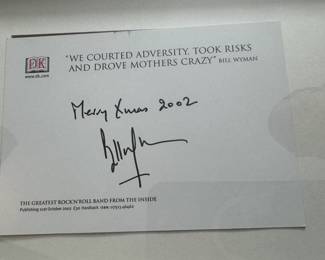 DK
www.dk.com
"WE COURTED ADVERSITY, TOOK RISKS
AND DROVE MOTHERS CRAZY" BILL WYMAN
Merry Xmas 2002
THE GREATEST ROCK'N'ROLL BAND FROM THE INSIDE